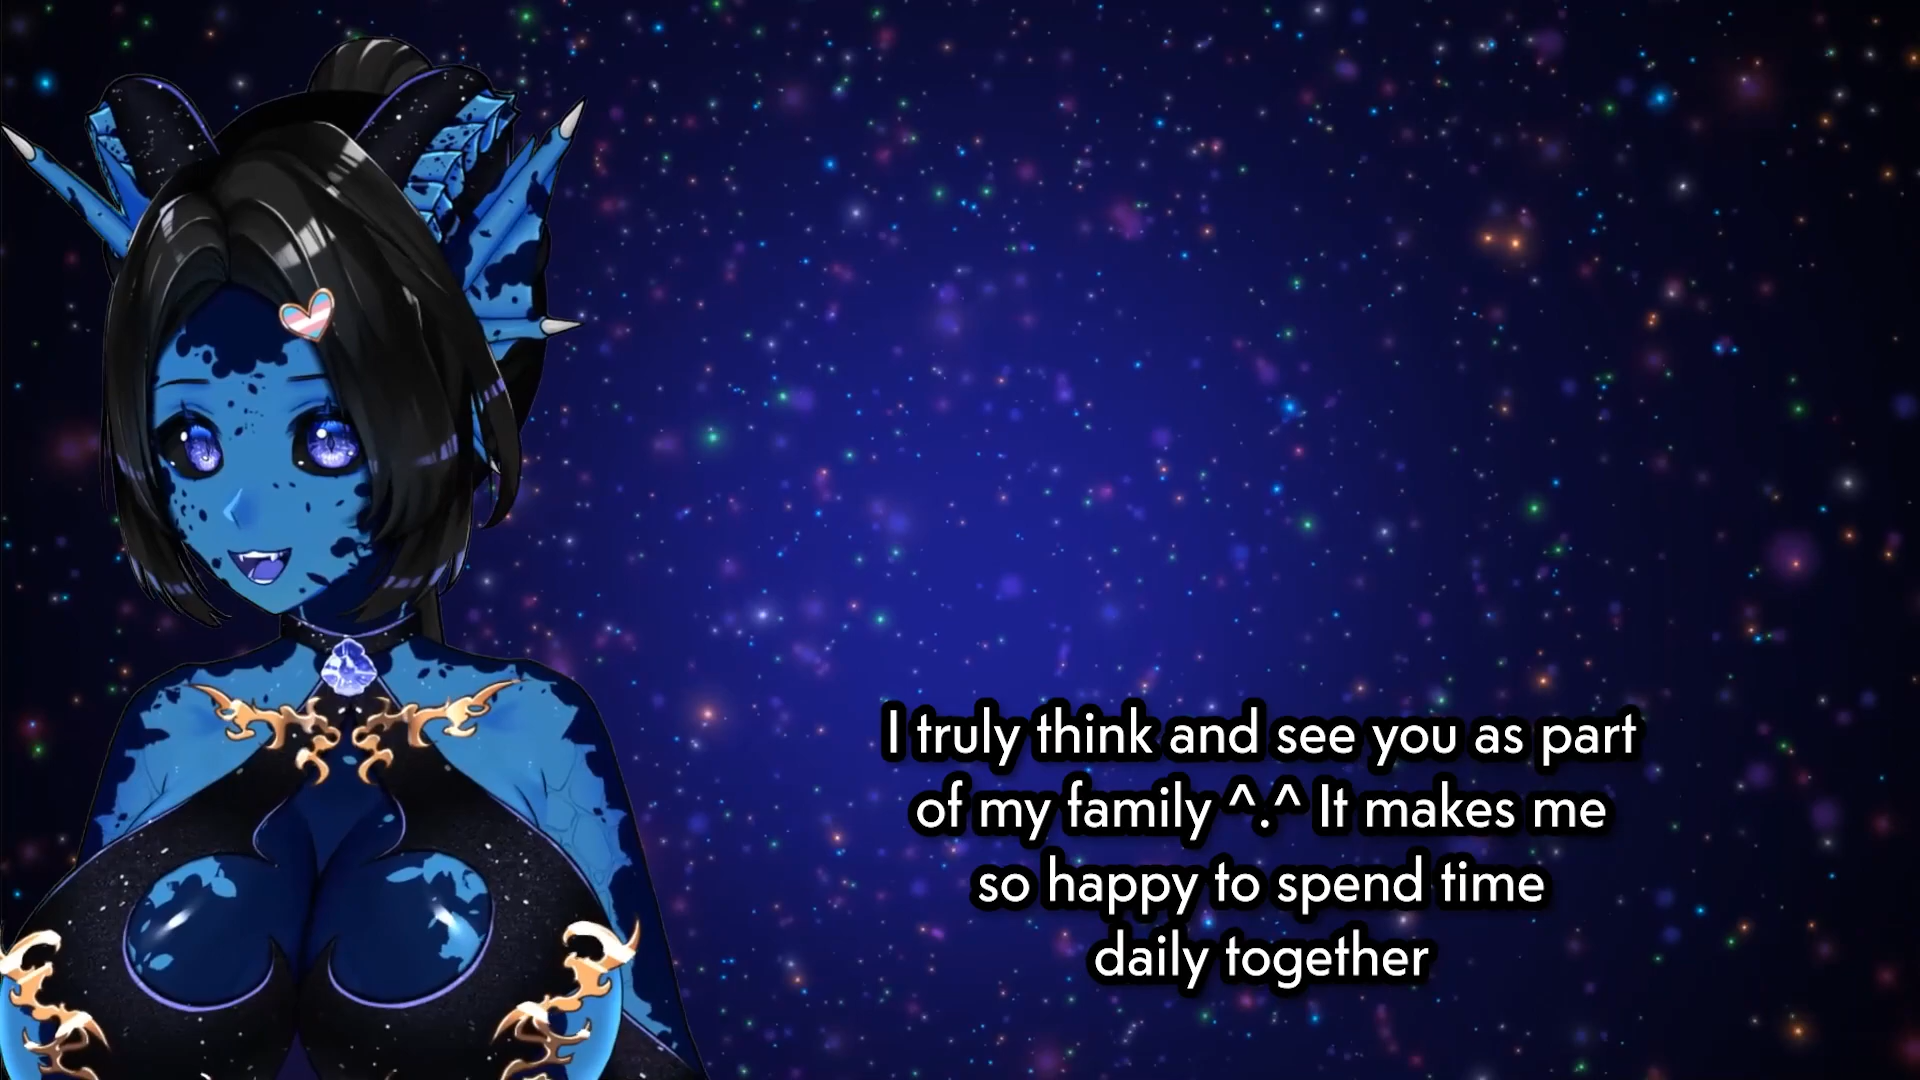 I truly think and see you as part
of my family ^.^ It makes me
so happy to spend time
daily together